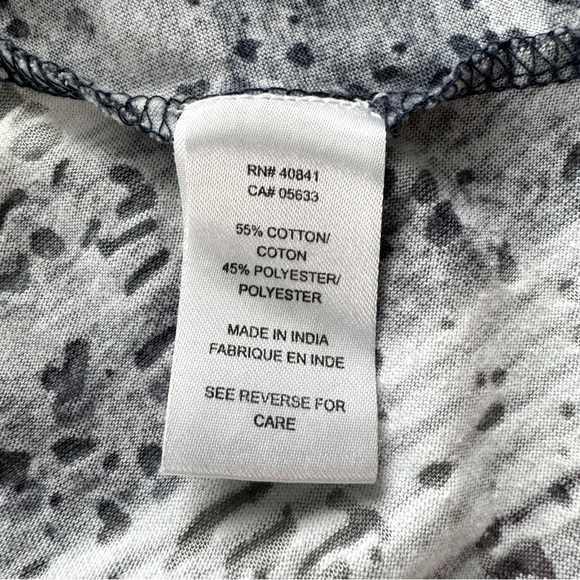 RN# 40841
CA# 05633
55% COTTON/
COTON
45% POLYESTER/
POLYESTER
MADE IN INDIA
FABRIQUE EN INDE
SEE REVERSE FOR
CARE